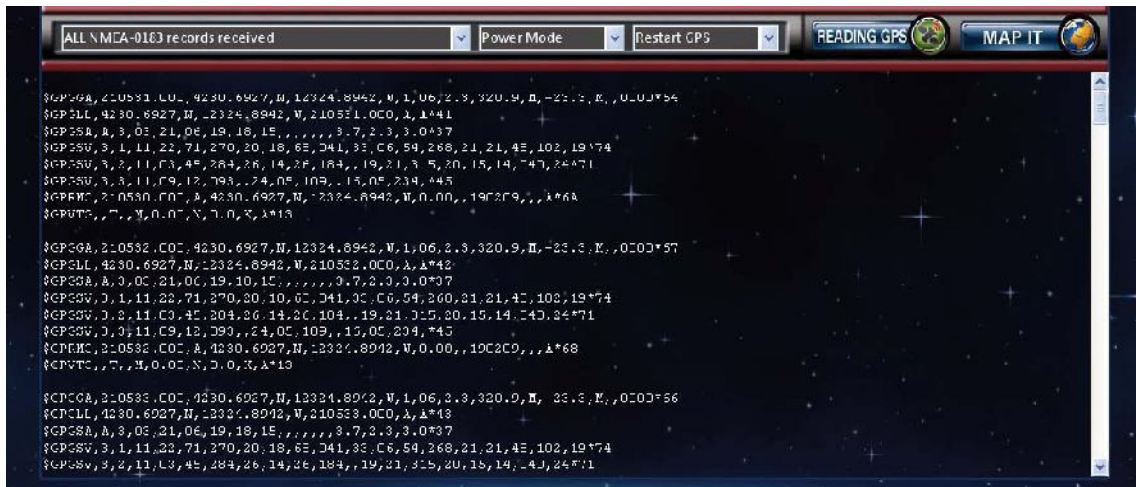 ALL NMEA-0183 records received
Power Mode
Restart GPS
READING GPS
MAP IT
$GPGGA,210531.000,4230.6927,N,12324.8942,W,1,06,2.3,320.9,M,-23.3,M,,0000*54
$GPGLL,4230.6927,N,12324.8942,W,210531.000,A,A*41
$GPGSA,A,3,03,21,06,19,18,15,,,,,,,3.7,2.3,3.0*37
$GPGSV,3,1,11,22,71,270,20,18,65,041,33,06,54,268,21,21,45,102,19*74
$GPGSV,3,2,11,03,45,284,26,14,26,184,,19,21,315,20,15,14,040,24*71
$GPGSV,3,3,11,09,12,093,,24,05,109,,15,05,234,*45
$GPRMC,210530.000,A,4230.6927,N,12324.8942,W,0.00,,190209,,,A*6A
$GPVTG,,T,,M,0.00,N,0.0,K,A*13
$GPGGA,210532.000,4230.6927,N,12324.8942,W,1,06,2.3,320.9,M,-23.3,M,,0000*57
$GPGLL,4230.6927,N,12324.8942,W,210532.000,A,A*42
$GPGSA,A,3,03,21,06,19,18,15,,,,,,,3.7,2.3,3.0*37
$GPGSV,3,1,11,22,71,270,20,18,65,041,33,06,54,268,21,21,45,102,19*74
$GPGSV,3,2,11,03,45,284,26,14,26,184,,19,21,315,20,15,14,040,24*71
$GPGSV,3,3,11,09,12,093,,24,05,109,,15,05,234,*45
$GPRMC,210532.000,A,4230.6927,N,12324.8942,W,0.00,,190209,,,A*68
$GPVTG,,T,,M,0.00,N,0.0,K,A*13
$GPGGA,210533.000,4230.6927,N,12324.8942,W,1,06,2.3,320.9,M,-23.3,M,,0000*56
$GPGLL,4230.6927,N,12324.8942,W,210533.000,A,A*43
$GPGSA,A,3,03,21,06,19,18,15,,,,,,,3.7,2.3,3.0*37
$GPGSV,3,1,11,22,71,270,20,18,65,041,33,06,54,268,21,21,45,102,19*74
$GPGSV,3,2,11,03,45,284,26,14,26,184,,19,21,315,20,15,14,040,24*71